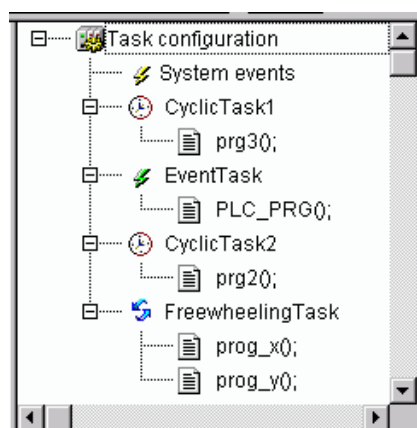 Task configuration
System events
CyclicTask1
prg3();
EventTask
PLC_PRG();
CyclicTask2
prg2();
FreewheelingTask
prog_x();
prog_y();